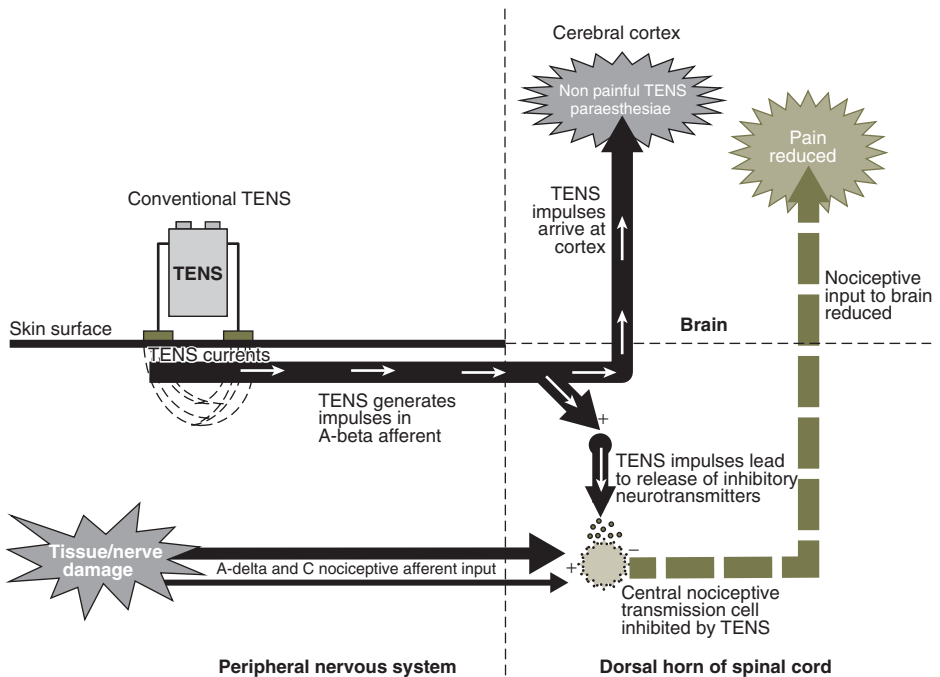 Cerebral cortex
Non painful TENS
paraesthesiae
Pain
reduced
Conventional TENS
TENS
TENS
impulses
arrive at
cortex
Nociceptive
input to brain
reduced
Skin surface
Brain
TENS currents
TENS generates
impulses in
A-beta afferent
+
TENS impulses lead
to release of inhibitory
neurotransmitters
Tissue/nerve
damage
A-delta and C nociceptive afferent input
+
–
Central nociceptive
transmission cell
inhibited by TENS
Peripheral nervous system
Dorsal horn of spinal cord